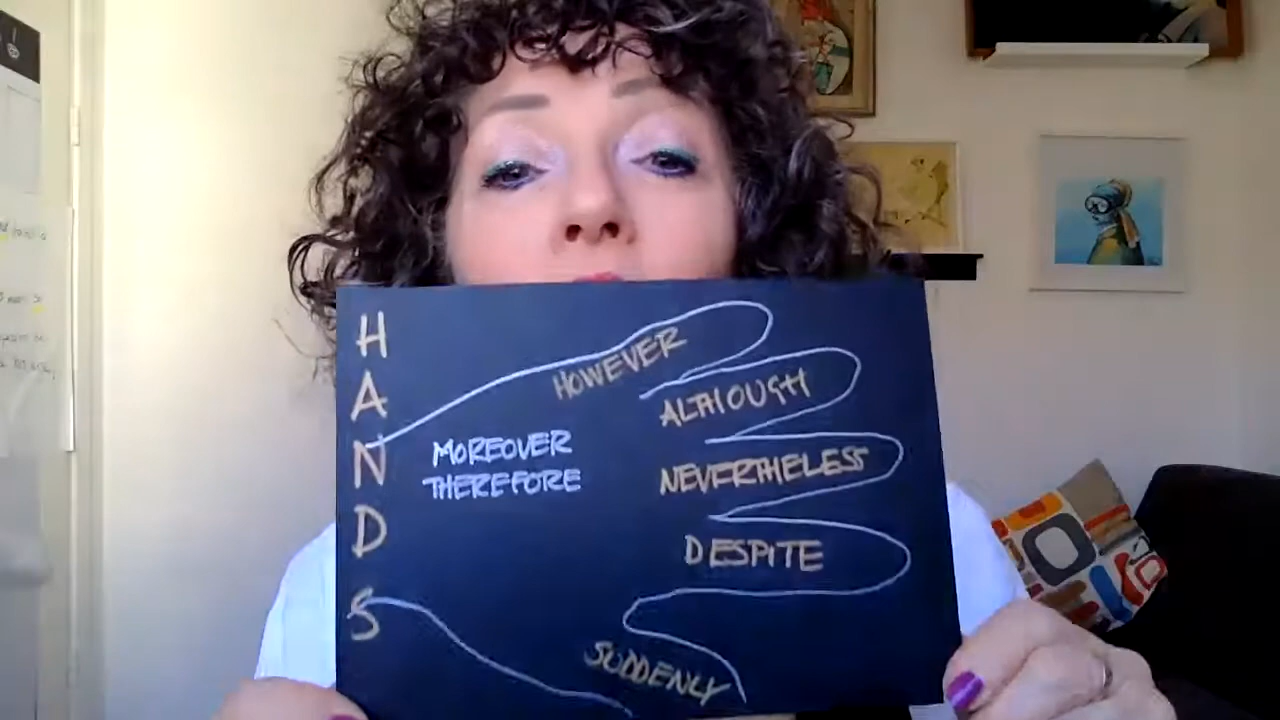 H
A
N
D
S
HOWEVER
ALTHOUGH
MOREOVER
THEREFORE
NEVERTHELESS
DESPITE
SUDDENLY